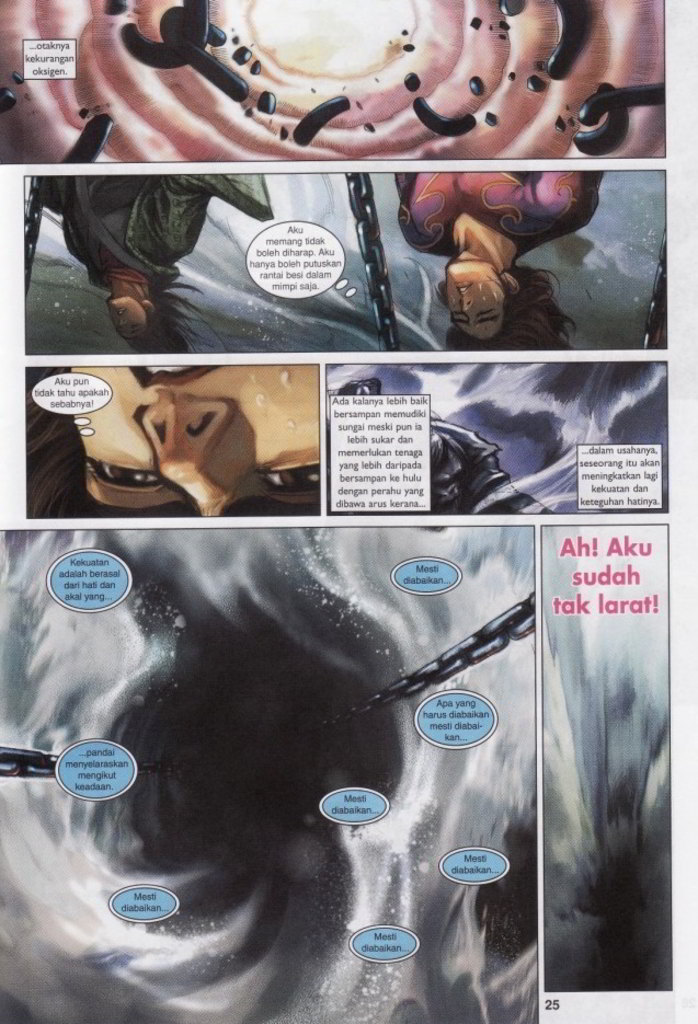 ...otaknya
kekurangan
oksigen.
Aku
memang tidak
boleh diharap. Aku
hanya boleh putuskan
rantai besi dalam
mimpi saja.
Aku pun
tidak tahu apakah
sebabnya!
Ada kalanya lebih baik
bersampan memudiki
sungai meski pun ia
lebih sukar dan
memerlukan tenaga
yang lebih daripada
bersampan ke hulu
dengan perahu yang
dibawa arus kerana...
...dalam usahanya,
seseorang itu akan
meningkatkan lagi
kekuatan dan
keteguhan hatinya.
Kekuatan
adalah berasal
dari hati dan
akal yang...
Mesti
diabaikan...
Apa yang
harus diabaikan
mesti diabai-
kan...
...pandai
menyelaraskan
mengikut
keadaan.
Mesti
diabaikan...
Mesti
diabaikan...
Mesti
diabaikan...
Mesti
diabaikan...
Ah! Aku
sudah
tak larat!
25